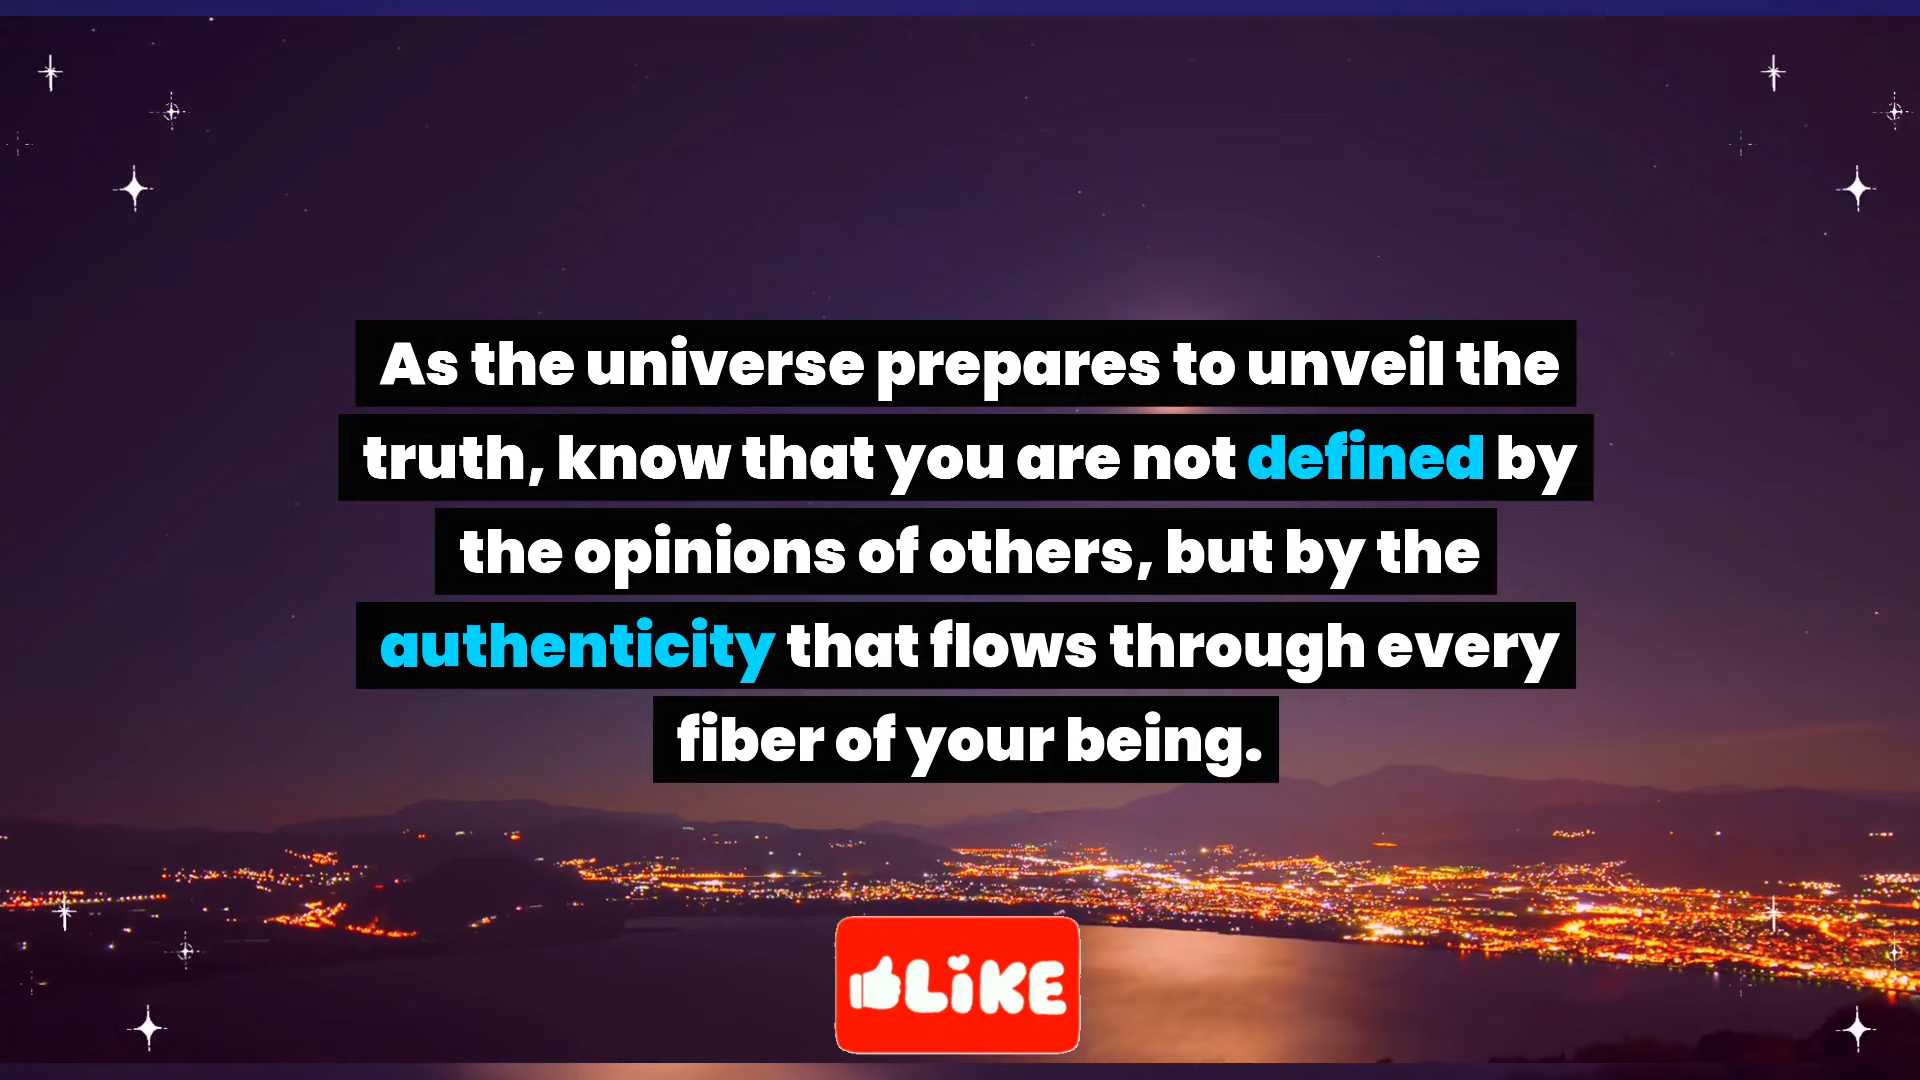 As the universe prepares to unveil the
truth, know that you are not defined by
the opinions of others, but by the
authenticity that flows through every
fiber of your being.
LiKE